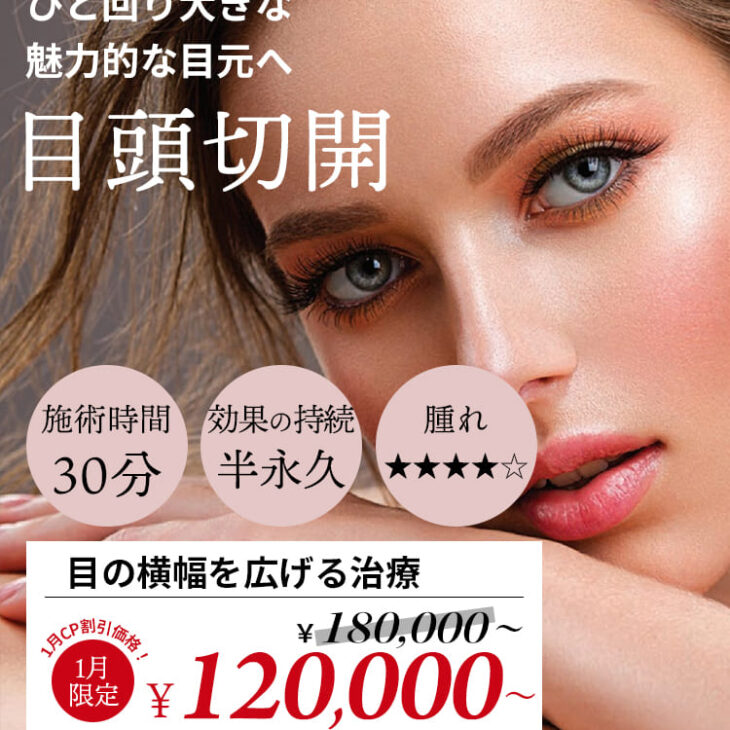 ひと回り大きな
魅力的な目元へ
目頭切開
施術時間
30分
効果の持続
半永久
腫れ
★★★★☆
目の横幅を広げる治療
1月CP割引価格！
1月
限定
¥180,000~
¥120,000~